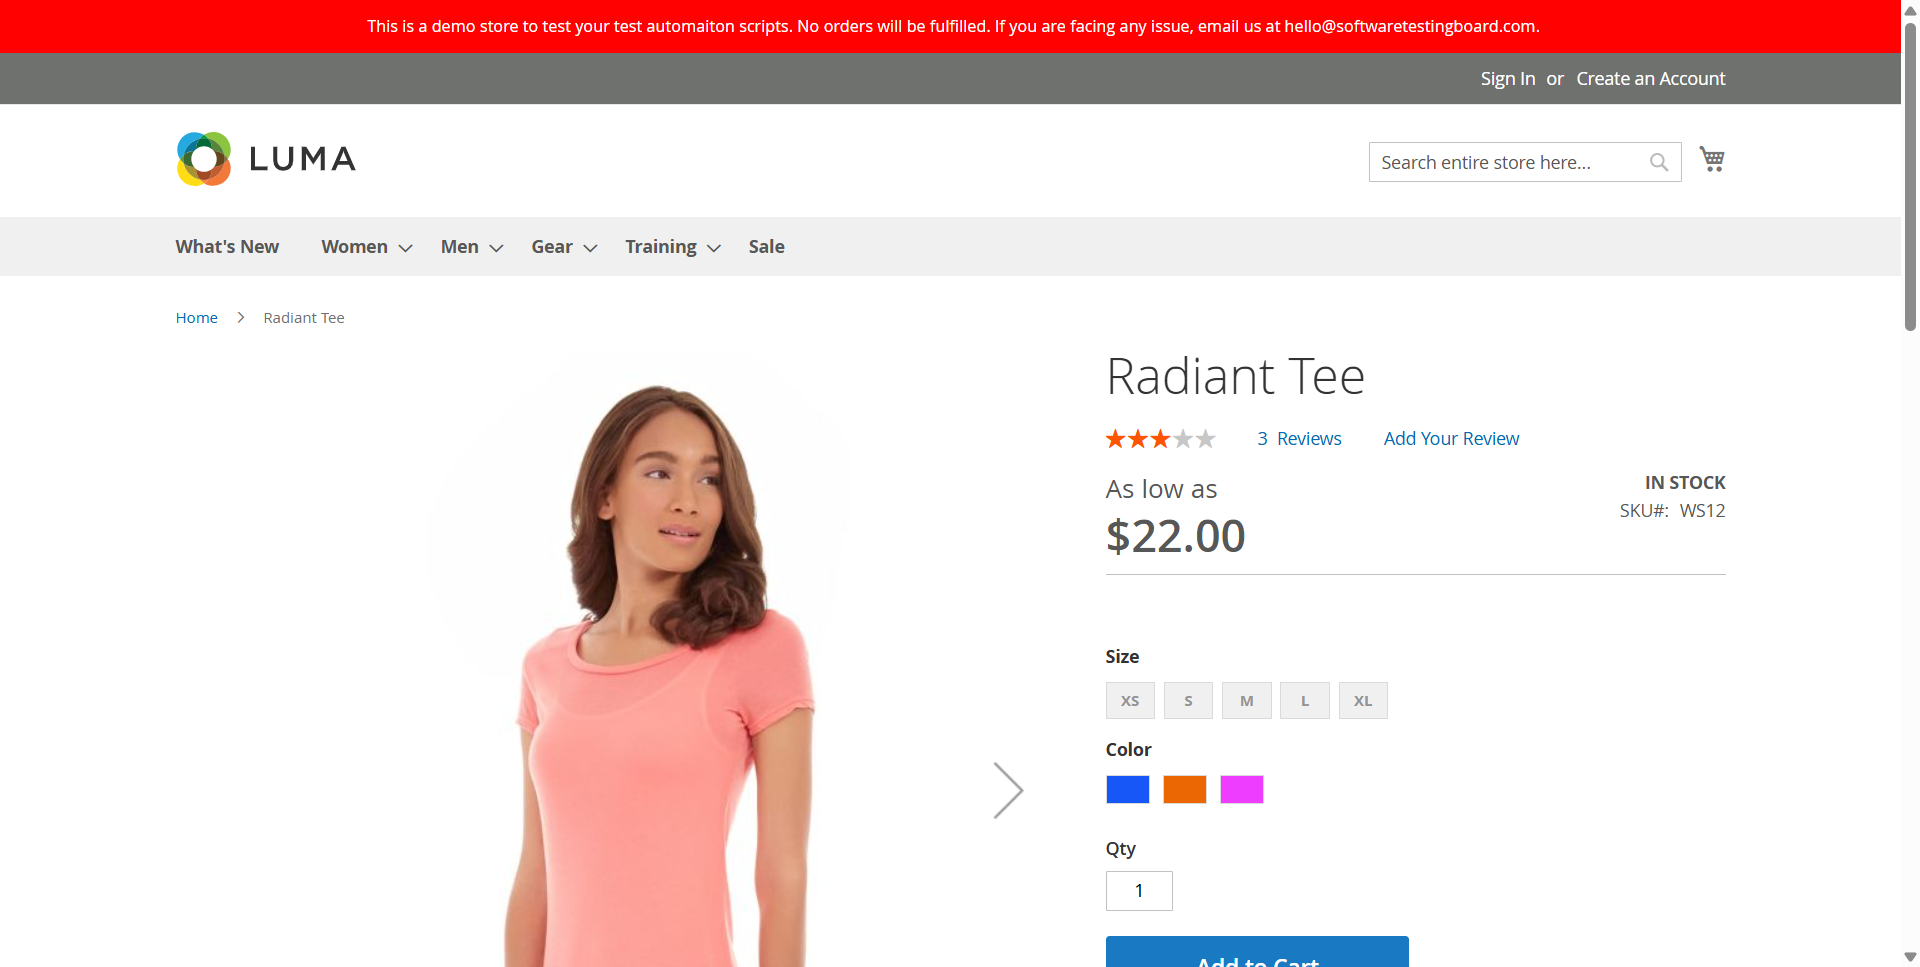 This is a demo store to test your test automaiton scripts. No orders will be fulfilled. If you are facing any issue, email us at hello@softwaretestingboard.com.
Sign In or Create an Account
LUMA
Search entire store here...
What's New Women Men Gear Training Sale
Home Radiant Tee
Radiant Tee
3 Reviews Add Your Review
As low as
$22.00
IN STOCK
SKU#: WS12
Size
XS S M L XL
Color
Qty
1
Add to Cart